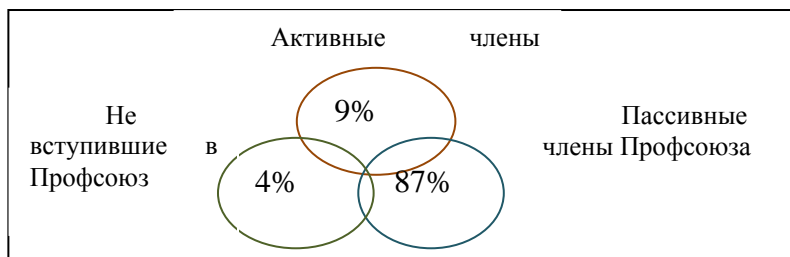 Активные члены
9%
Не
вступившие в
Профсоюз
Пассивные
члены Профсоюза
4%
87%